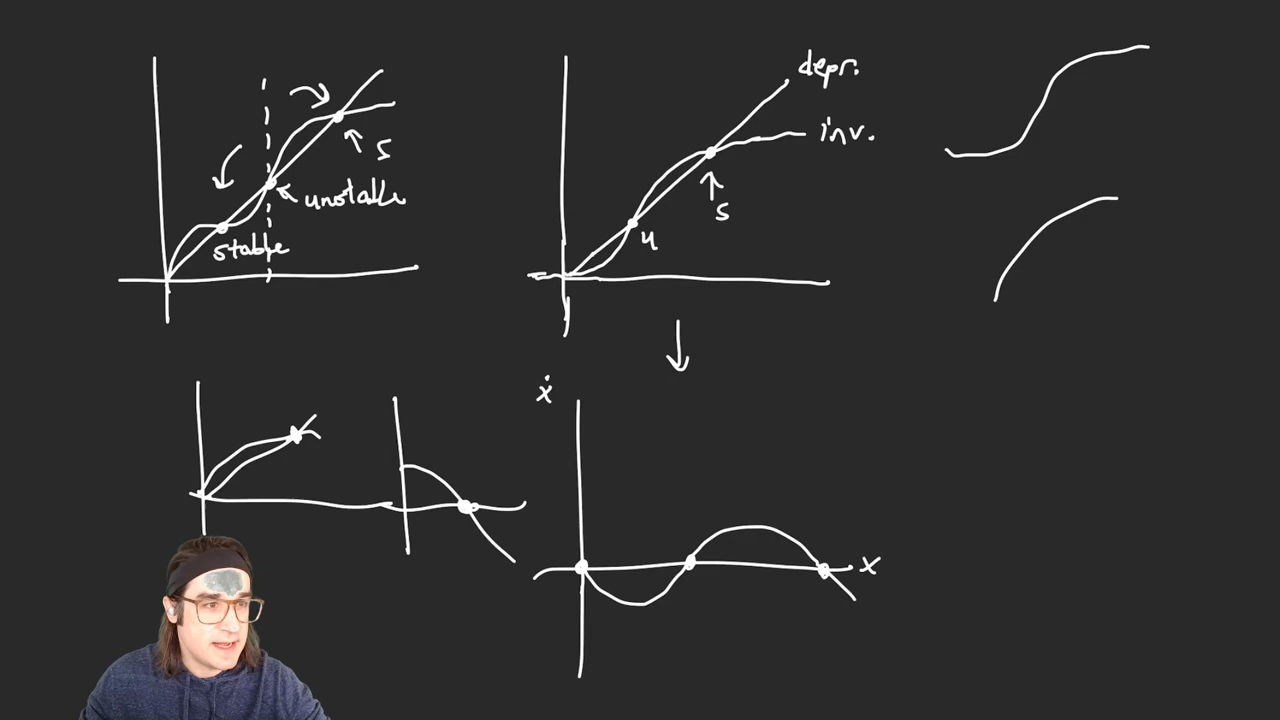 depr.
inv.
s
unstable
stable
s
u
ẋ
x